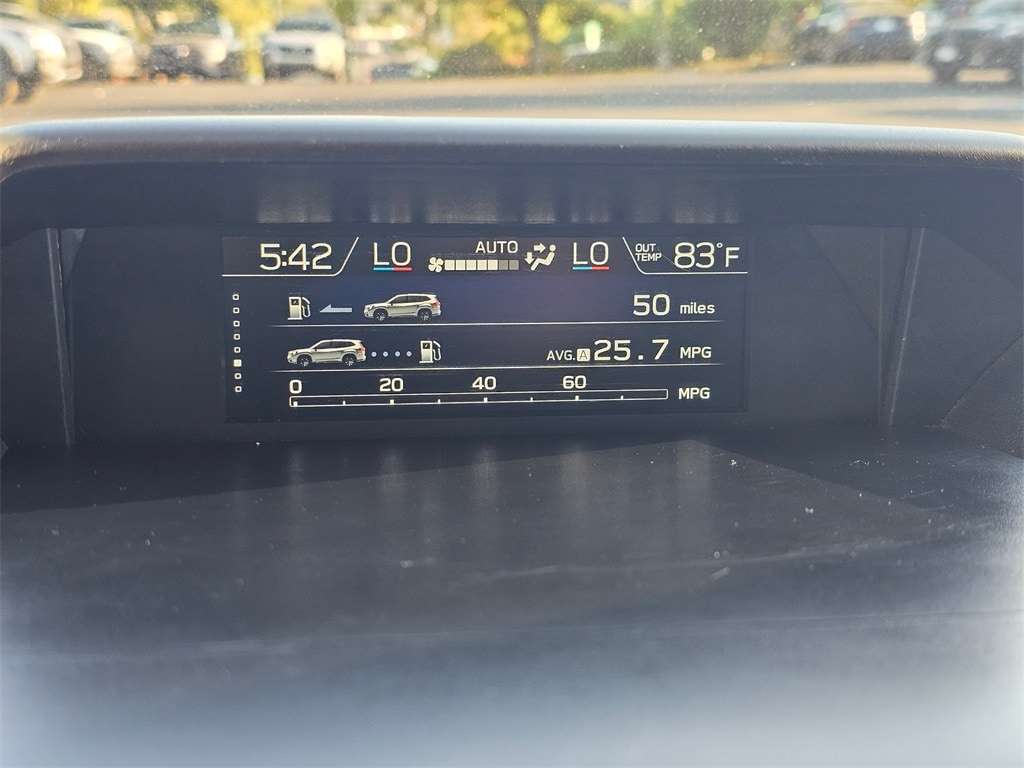 5:42 LO AUTO LO OUT TEMP 83°F
50 miles
AVG. A 25.7 MPG
0 20 40 60 MPG